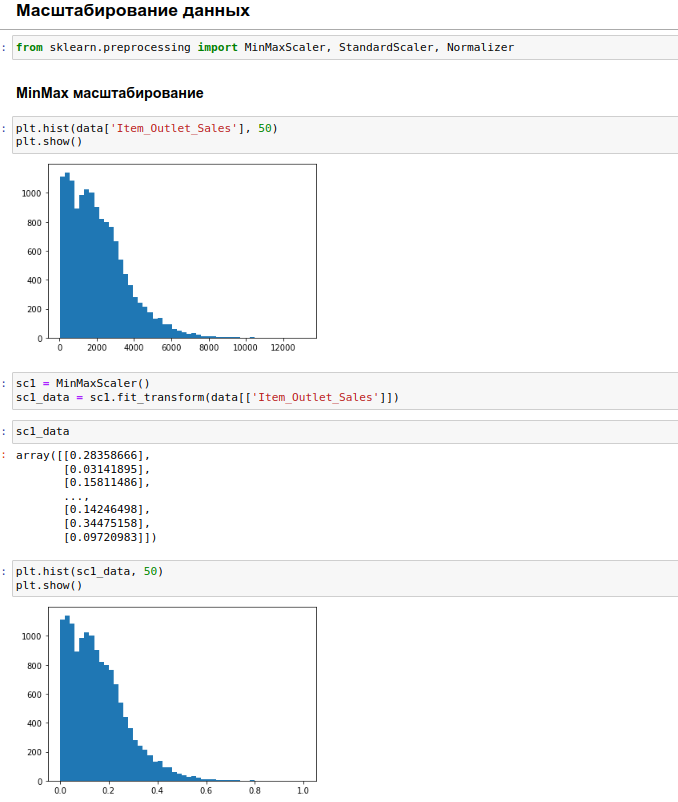 Масштабирование данных
: from sklearn.preprocessing import MinMaxScaler, StandardScaler, Normalizer
MinMax масштабирование
: plt.hist(data['Item_Outlet_Sales'], 50)
plt.show()
1000
800
600
400
200
0
0 2000 4000 6000 8000 10000 12000
: sc1 = MinMaxScaler()
sc1_data = sc1.fit_transform(data[['Item_Outlet_Sales']])
: sc1_data
: array([[0.28358666],
[0.03141895],
[0.15811486],
...,
[0.14246498],
[0.34475158],
[0.09720983]])
: plt.hist(sc1_data, 50)
plt.show()
1000
800
600
400
200
0
0.0 0.2 0.4 0.6 0.8 1.0